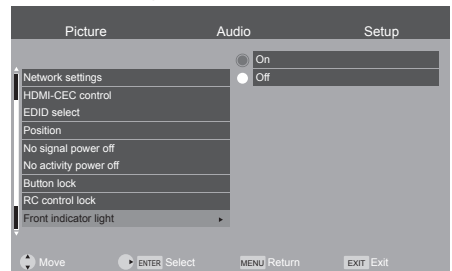 Picture Audio Setup
On
Off
Network settings
HDMI-CEC control
EDID select
Position
No signal power off
No activity power off
Button lock
RC control lock
Front indicator light
Move ENTER Select MENU Return EXIT Exit